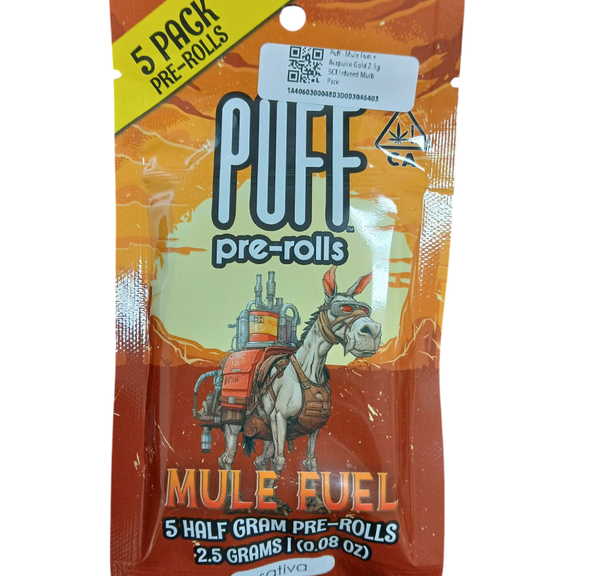 5 PACK
PRE-ROLLS
Puff - Mule Fuel x
Acapulco Gold 2.5g
5CT Infused Multi
Pack
1A4060300048D3D003046403
PUFF
TM
pre-rolls
CA
MULE FUEL
5 HALF GRAM PRE-ROLLS
2.5 GRAMS | (0.08 OZ)
sativa